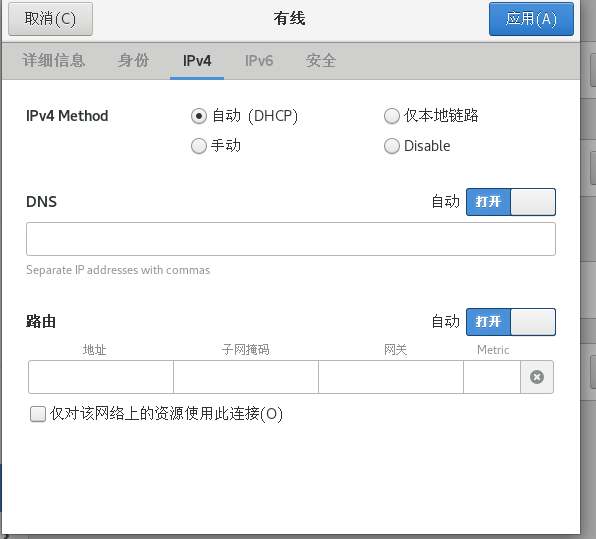 取消(C) 有线 应用(A)
详细信息 身份 IPv4 IPv6 安全
IPv4 Method 自动 (DHCP) 仅本地链路
手动 Disable
DNS 自动 打开
Separate IP addresses with commas
路由 自动 打开
地址 子网掩码 网关 Metric
仅对该网络上的资源使用此连接(O)